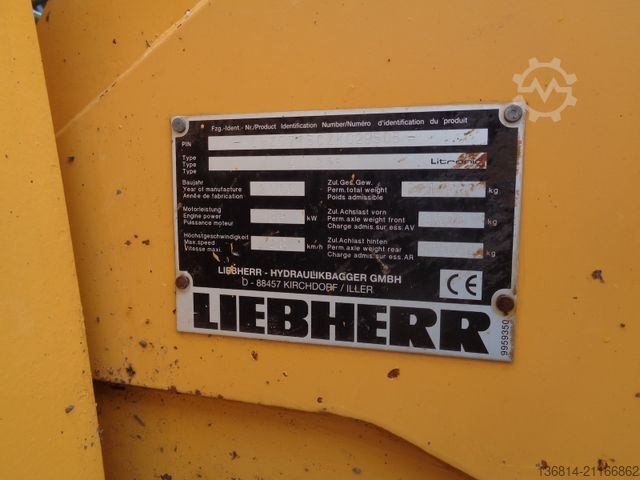 Fzg.-Ident.-Nr./Product Identification Number/Numéro d'identification du produit
PIN
Type
Type
Type
Litronic
Baujahr
Year of manufacture
Année de fabrication
Motorleistung
Engine power
Puissance moteur
kW
Höchstgeschwindigkeit
Max.speed
Vitesse maxi.
km/h
Zul.Ges.Gew.
Perm.total weight
Poids admissible
kg
Zul.Achslast vorn
Perm.axle weight front
Charge admis.sur ess.AV
kg
Zul.Achslast hinten
Perm.axle weight rear
Charge admis.sur ess.AR
kg
LIEBHERR - HYDRAULIKBAGGER GMBH
D - 88457 KIRCHDORF / ILLER
CE
LIEBHERR
9959350
136814-21166862